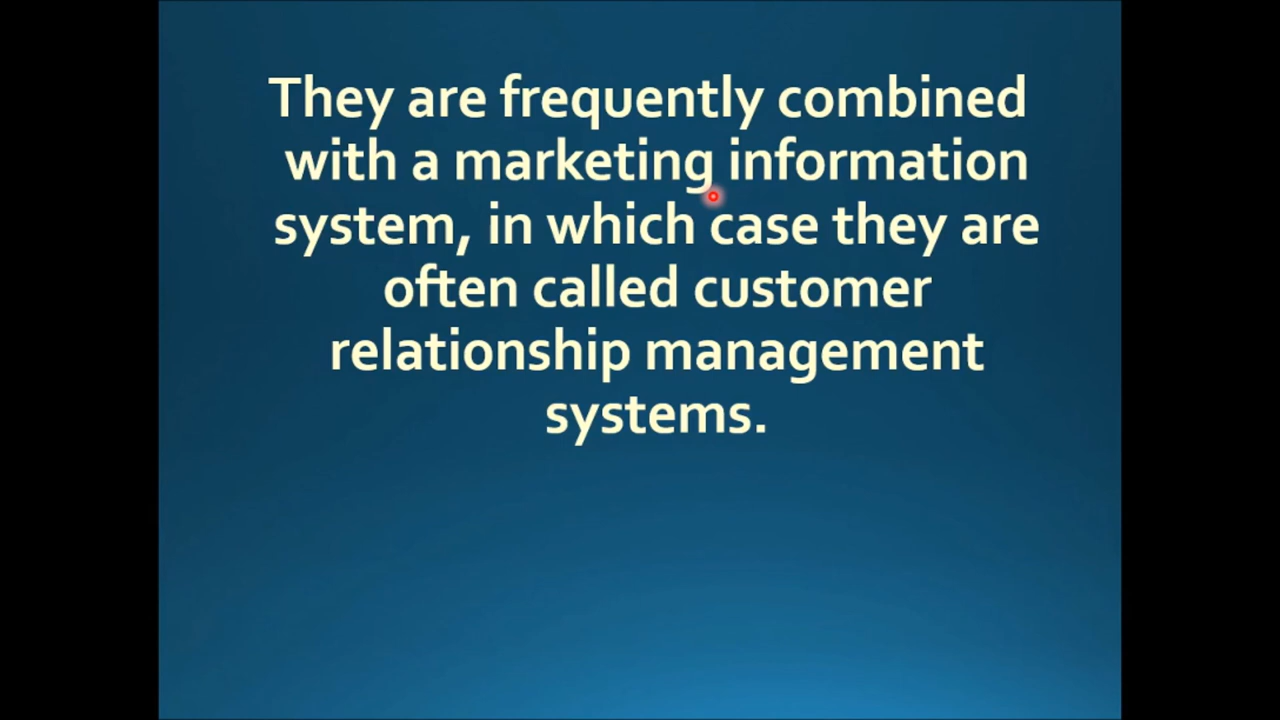 They are frequently combined
with a marketing information
system, in which case they are
often called customer
relationship management
systems.